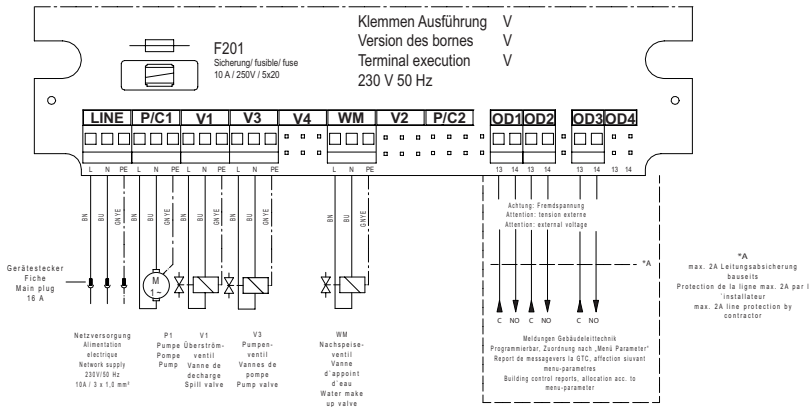 Klemmen Ausführung V
Version des bornes V
Terminal execution V
230 V 50 Hz
F201
Sicherung/ fusible/ fuse
10 A / 250V / 5x20
LINE P/C1 V1 V3 V4 WM V2 P/C2 OD1 OD2 OD3 OD4
L N PE L N PE L N PE L N PE L N PE 13 14 13 14 13 14 13 14
BN BU GNYE BN BU BN BU BN BU GNYE BN BU GNYE
Achtung: Fremdspannung
Attention: tension externe
Attention: external voltage
*A
Gerätestecker
Fiche
Main plug
16 A
M
1~
C NO C NO C NO
Netzversorgung
Alimentation
electrique
Network supply
230V/50 Hz
10A / 3 x 1,0 mm²
P1
Pumpe
Pompe
Pump
V1
Überström-
ventil
Vanne de
decharge
Spill valve
V3
Pumpen-
ventil
Vannes de
pompe
Pump valve
WM
Nachspeise-
ventil
Vanne
d`appoint
d`eau
Water make
up valve
Meldungen Gebäudeleittechnik
Programmierbar, Zuordnung nach „Menü Parameter“
Report de messagevers la GTC, affection siuvant
menu-parametres
Building control reports, allocation acc. to
menu-parameter
*A
max. 2A Leitungsabsicherung
bauseits
Protection de la ligne max. 2A par l
`installateur
max. 2A line protection by
contractor